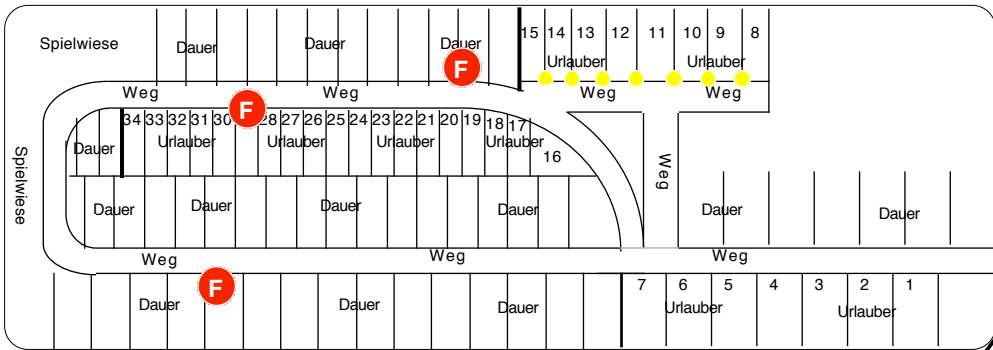 15 14 13 12 11 10 9 8
Spielwiese Dauer Dauer Dauer
Urlauber Urlauber
F
Weg Weg Weg Weg
F
34 33 32 31 30 28 27 26 25 24 23 22 21 20 19 18 17
Dauer Urlauber Urlauber Urlauber Urlauber
16
Weg
Spielwiese
Dauer Dauer Dauer Dauer Dauer Dauer
Weg Weg Weg
F
7 6 5 4 3 2 1
Dauer Dauer Dauer Urlauber Urlauber